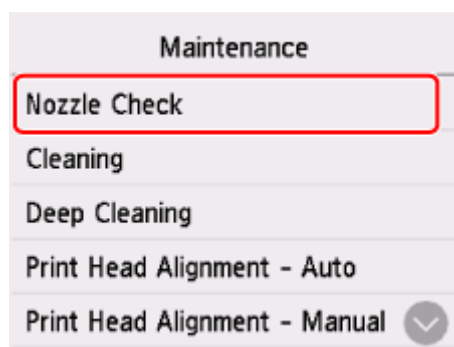 Maintenance
Nozzle Check
Cleaning
Deep Cleaning
Print Head Alignment - Auto
Print Head Alignment - Manual